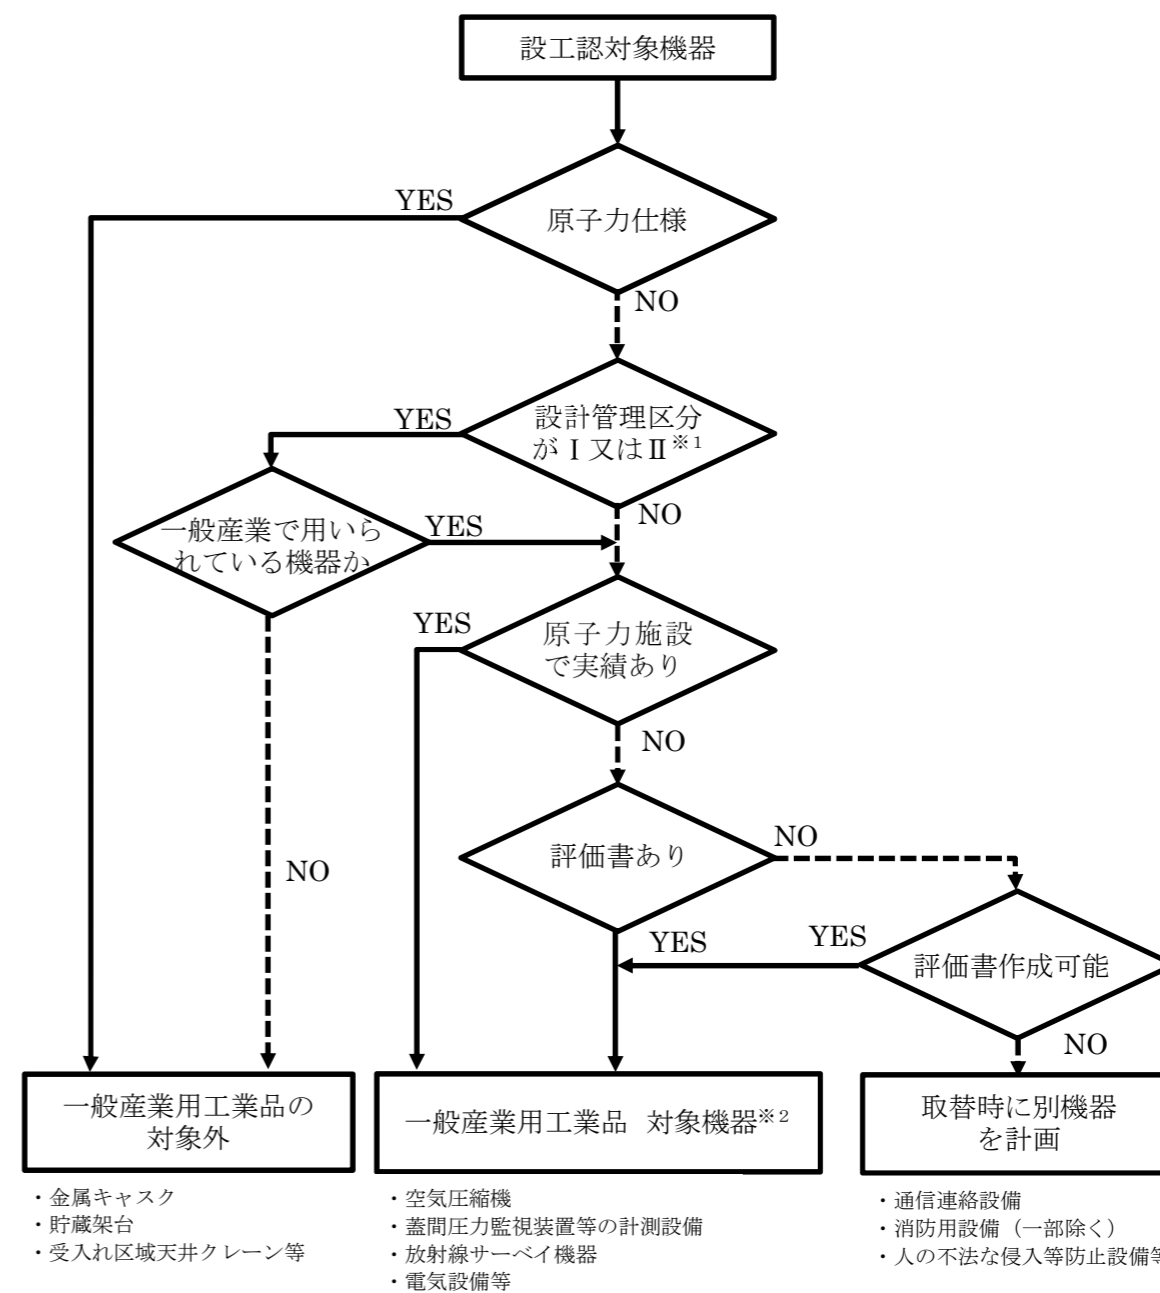 設工認対象機器
YES
原子力仕様
NO
YES
設計管理区分
がⅠ又はⅡ※1
NO
一般産業で用いら
れている機器か
YES
YES
原子力施設
で実績あり
NO
NO
評価書あり
NO
YES
YES
評価書作成可能
NO
一般産業用工業品の
対象外
一般産業用工業品 対象機器※2
取替時に別機器
を計画
・金属キャスク
・貯蔵架台
・受入れ区域天井クレーン等
・空気圧縮機
・蓋間圧力監視装置等の計測設備
・放射線サーベイ機器
・電気設備等
・通信連絡設備
・消防用設備（一部除く）
・人の不法な侵入等防止設備等